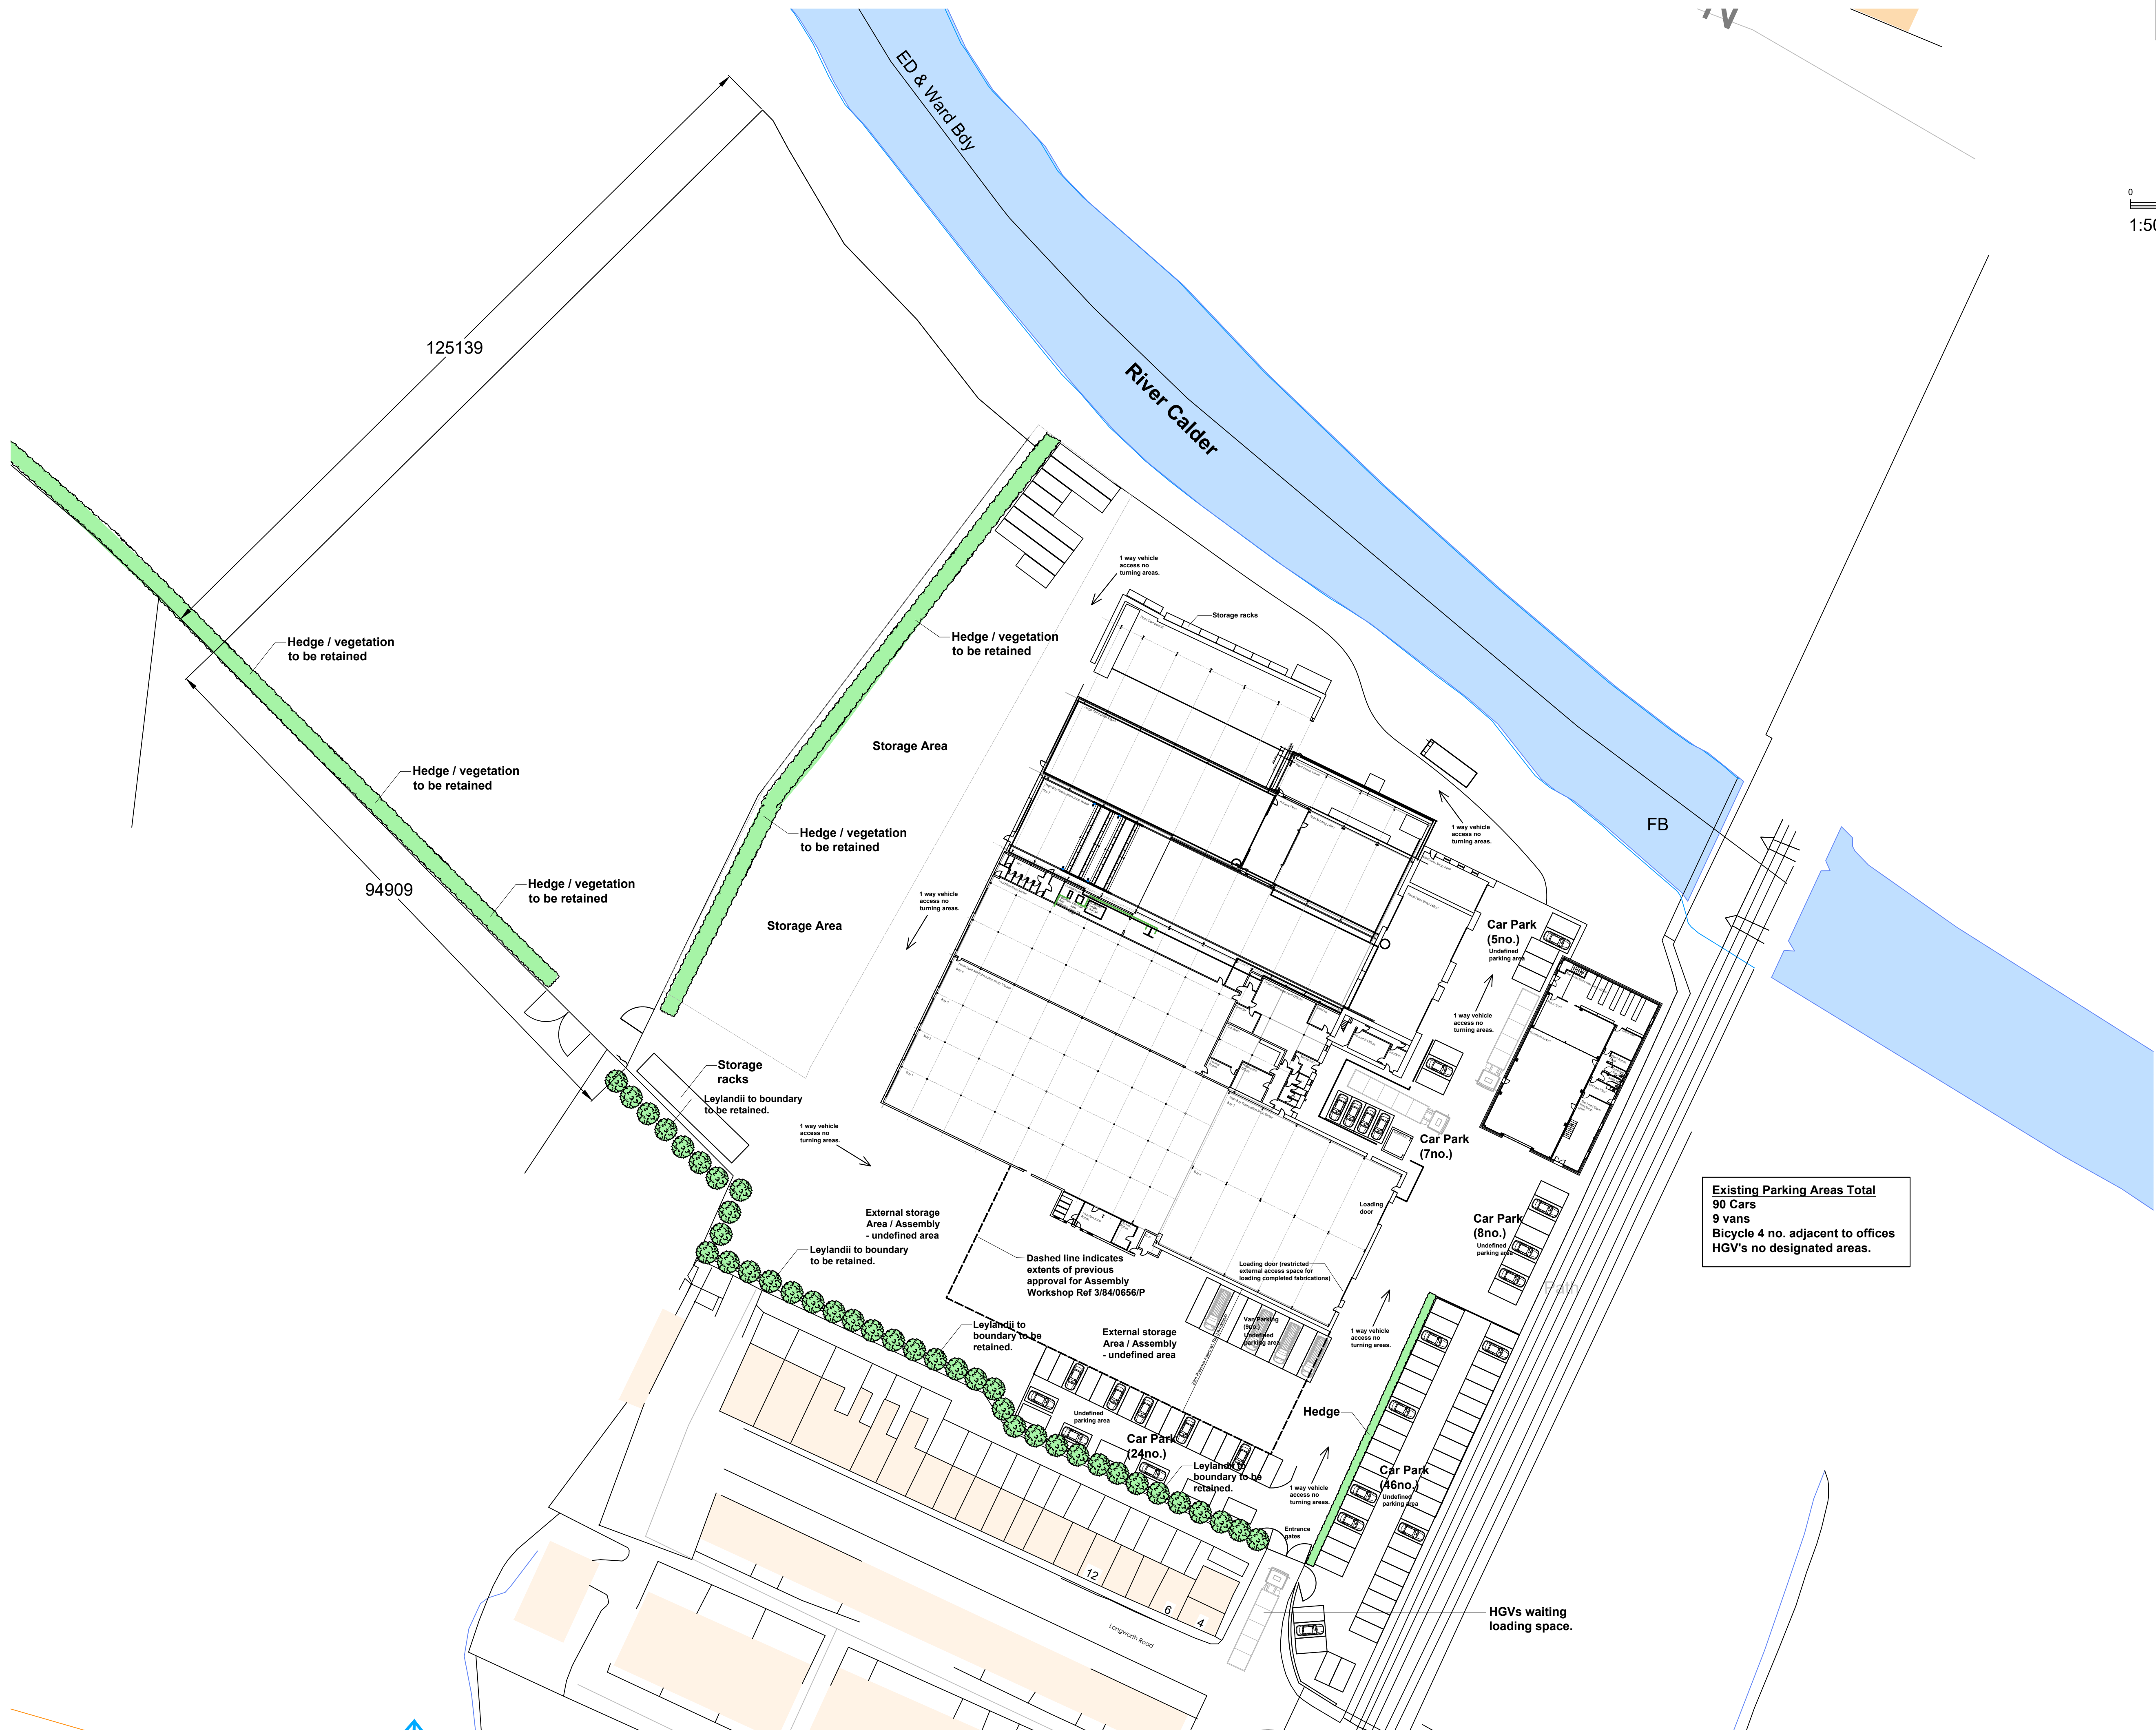 N
0
1:50
ED & Ward Bdy
125139
River Calder
1 way vehicle
access no
turning areas.
Storage racks
Hedge / vegetation
to be retained
Hedge / vegetation
to be retained
Storage Area
Hedge / vegetation
to be retained
Hedge / vegetation
to be retained
FB
1 way vehicle
access no
turning areas.
94909
Hedge / vegetation
to be retained
1 way vehicle
access no
turning areas.
Storage Area
Car Park
(5no.)
Undefined
parking area
1 way vehicle
access no
turning areas.
Storage
racks
Leylandii to boundary
to be retained.
1 way vehicle
access no
turning areas.
Car Park
(7no.)
Existing Parking Areas Total
90 Cars
9 vans
Bicycle 4 no. adjacent to offices
HGV's no designated areas.
Loading
door
External storage
Area / Assembly
- undefined area
Car Park
(8no.)
Undefined
parking area
Leylandii to boundary
to be retained.
Dashed line indicates
extents of previous
approval for Assembly
Workshop Ref 3/84/0656/P
Loading door (restricted
external access space for
loading completed fabrications)
Path
Leylandii to
boundary to be
retained.
External storage
Area / Assembly
- undefined area
Van Parking
(9no.)
Undefined
parking area
1 way vehicle
access no
turning areas.
Hedge
Undefined
parking area
Car Park
(24no.)
Leylandii to
boundary to be
retained.
1 way vehicle
access no
turning areas.
Car Park
(46no.)
Undefined
parking area
Entrance
gates
12
6
4
Longworth Road
HGVs waiting
loading space.